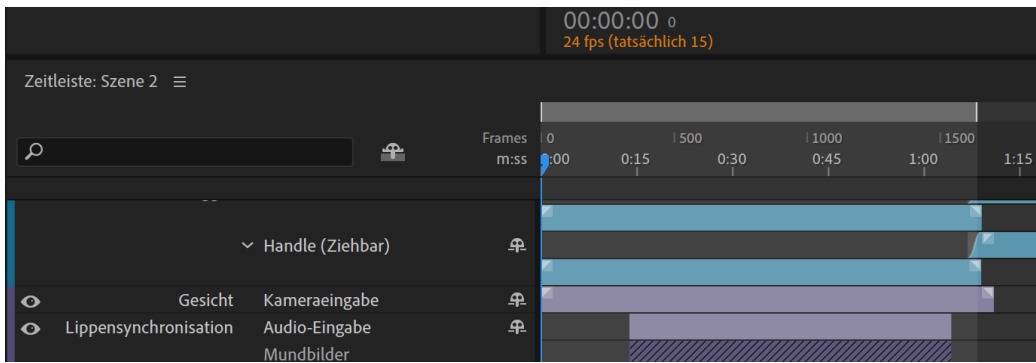 00:00:00 0
24 fps (tatsächlich 15)
Zeitleiste: Szene 2
Frames 0 500 1000 1500
m:ss 0:00 0:15 0:30 0:45 1:00 1:15
Handle (Ziehbar)
Gesicht Kameraeingabe
Lippensynchronisation Audio-Eingabe
Mundbilder